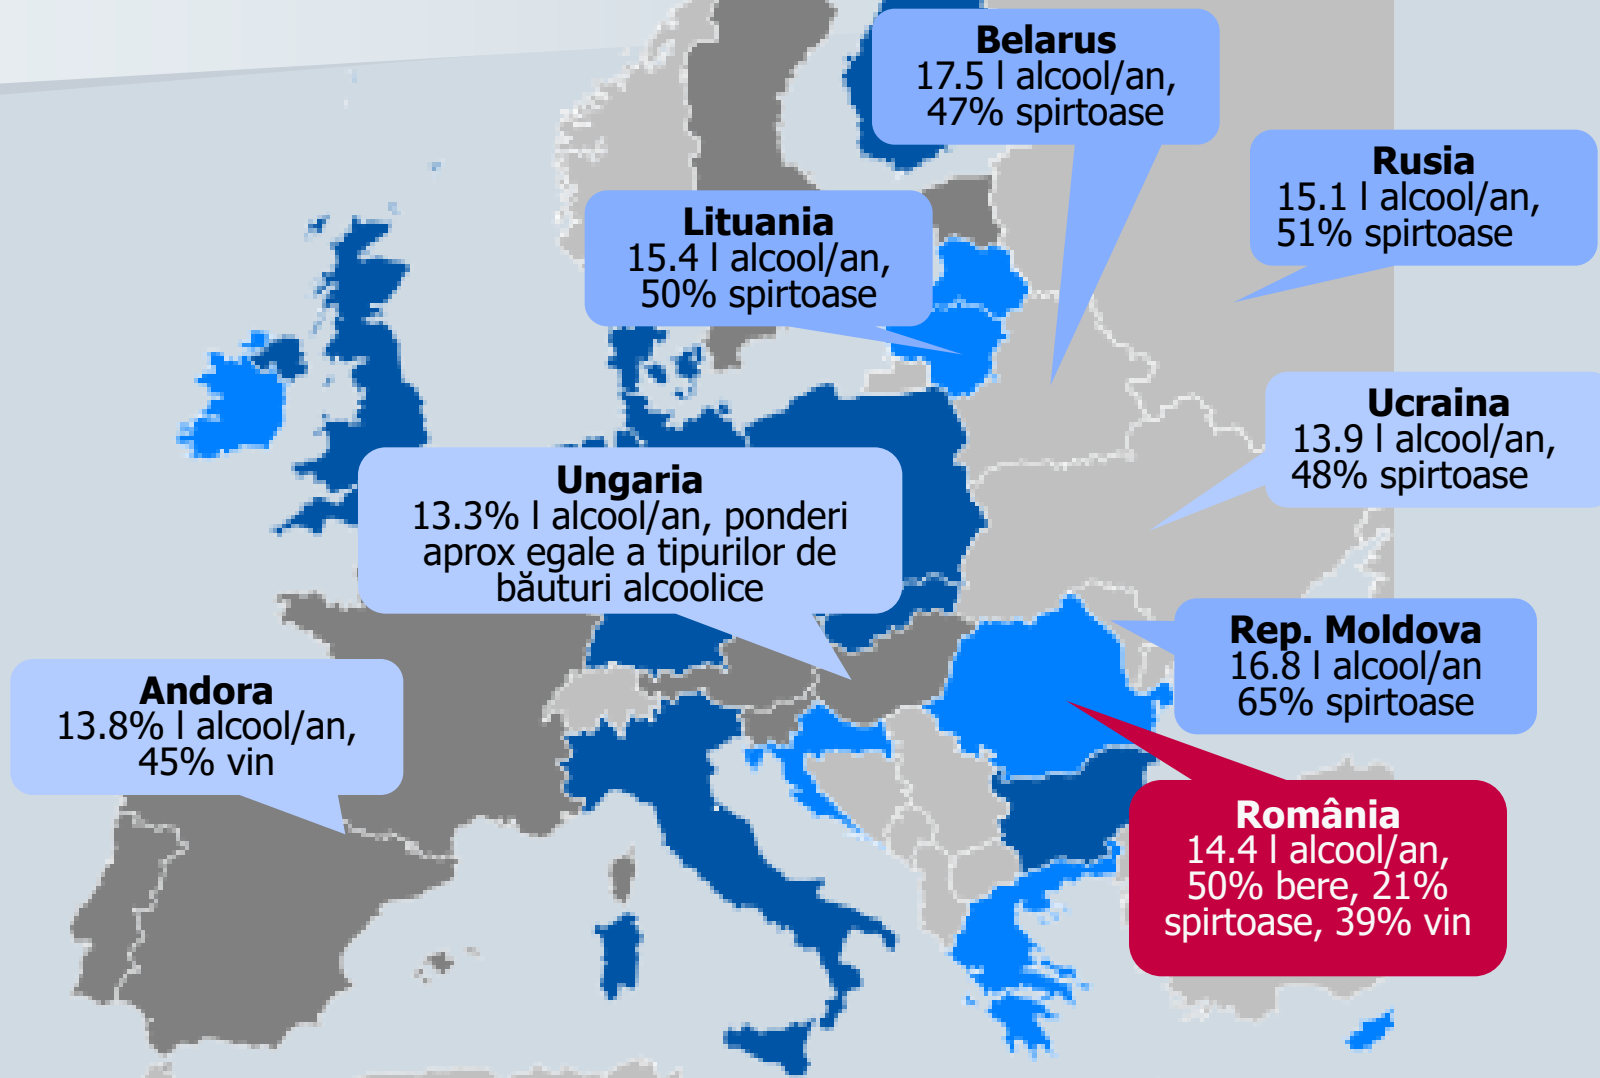 Belarus
17.5 l alcool/an,
47% spirtoase
Rusia
15.1 l alcool/an,
51% spirtoase
Lituania
15.4 l alcool/an,
50% spirtoase
Ucraina
13.9 l alcool/an,
48% spirtoase
Ungaria
13.3% l alcool/an, ponderi
aprox egale a tipurilor de
băuturi alcoolice
Rep. Moldova
16.8 l alcool/an
65% spirtoase
Andora
13.8% l alcool/an,
45% vin
România
14.4 l alcool/an,
50% bere, 21%
spirtoase, 39% vin